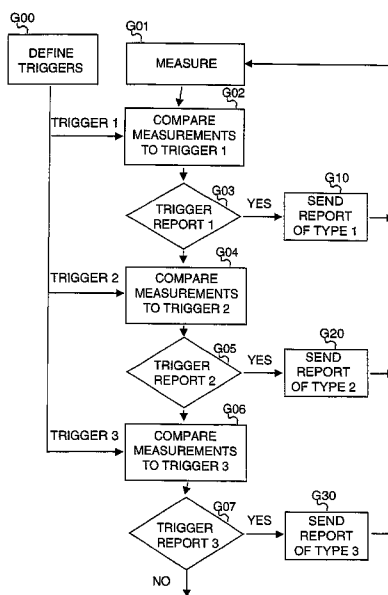 G00
DEFINE
TRIGGERS
G01
MEASURE
G02
TRIGGER 1
COMPARE
MEASUREMENTS
TO TRIGGER 1
G03
TRIGGER
REPORT 1
YES
G10
SEND
REPORT
OF TYPE 1
G04
TRIGGER 2
COMPARE
MEASUREMENTS
TO TRIGGER 2
G05
TRIGGER
REPORT 2
YES
G20
SEND
REPORT
OF TYPE 2
G06
TRIGGER 3
COMPARE
MEASUREMENTS
TO TRIGGER 3
G07
TRIGGER
REPORT 3
YES
G30
SEND
REPORT
OF TYPE 3
NO